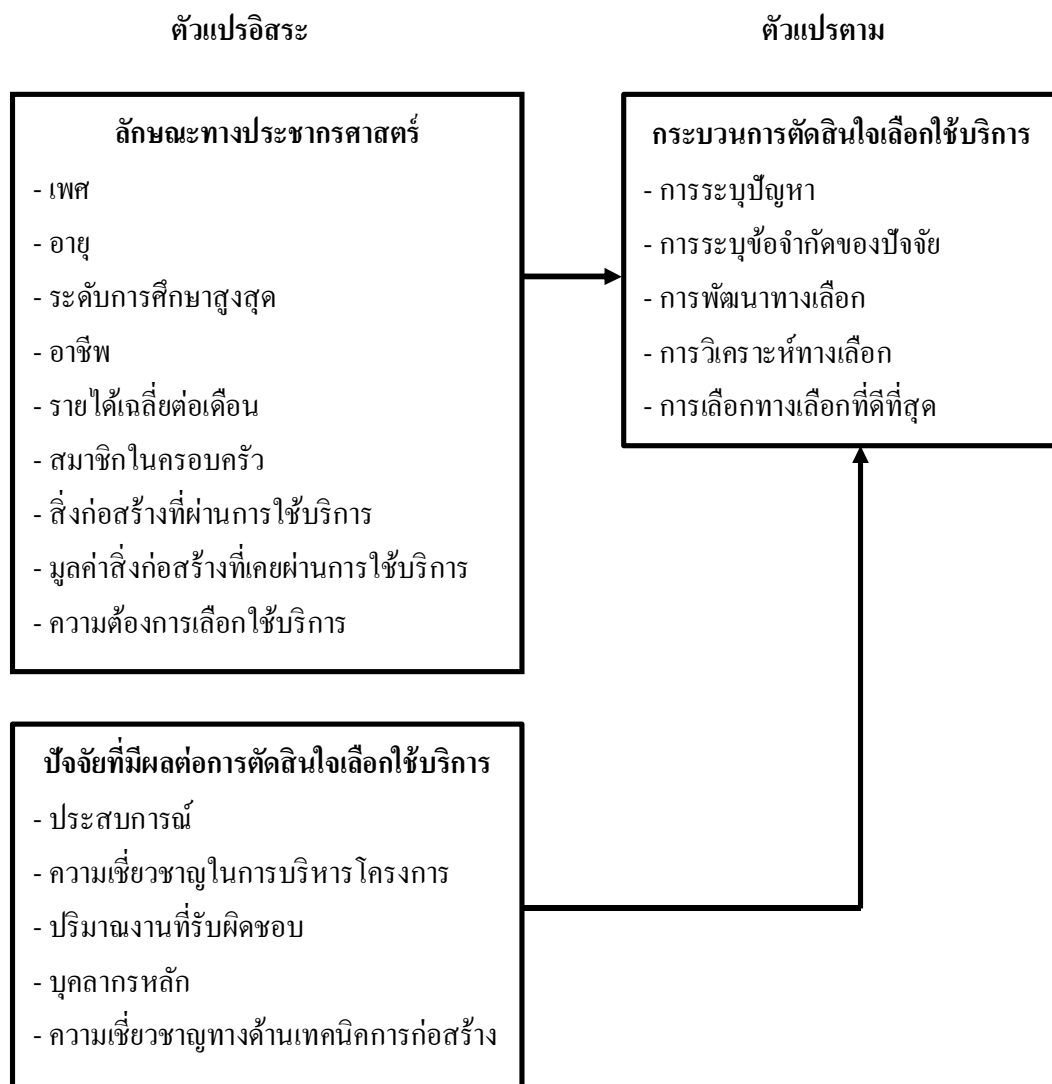 ตัวแปรอิสระ
ตัวแปรตาม
ลักษณะทางประชากรศาสตร์
- เพศ
- อายุ
- ระดับการศึกษาสูงสุด
- อาชีพ
- รายได้เฉลี่ยต่อเดือน
- สมาชิกในครอบครัว
- สิ่งก่อสร้างที่ผ่านการใช้บริการ
- มูลค่าสิ่งก่อสร้างที่เคยผ่านการใช้บริการ
- ความต้องการเลือกใช้บริการ
กระบวนการตัดสินใจเลือกใช้บริการ
- การระบุปัญหา
- การระบุข้อจำกัดของปัจจัย
- การพัฒนาทางเลือก
- การวิเคราะห์ทางเลือก
- การเลือกทางเลือกที่ดีที่สุด
ปัจจัยที่มีผลต่อการตัดสินใจเลือกใช้บริการ
- ประสบการณ์
- ความเชี่ยวชาญในการบริหารโครงการ
- ปริมาณงานที่รับผิดชอบ
- บุคลากรหลัก
- ความเชี่ยวชาญทางด้านเทคนิคการก่อสร้าง